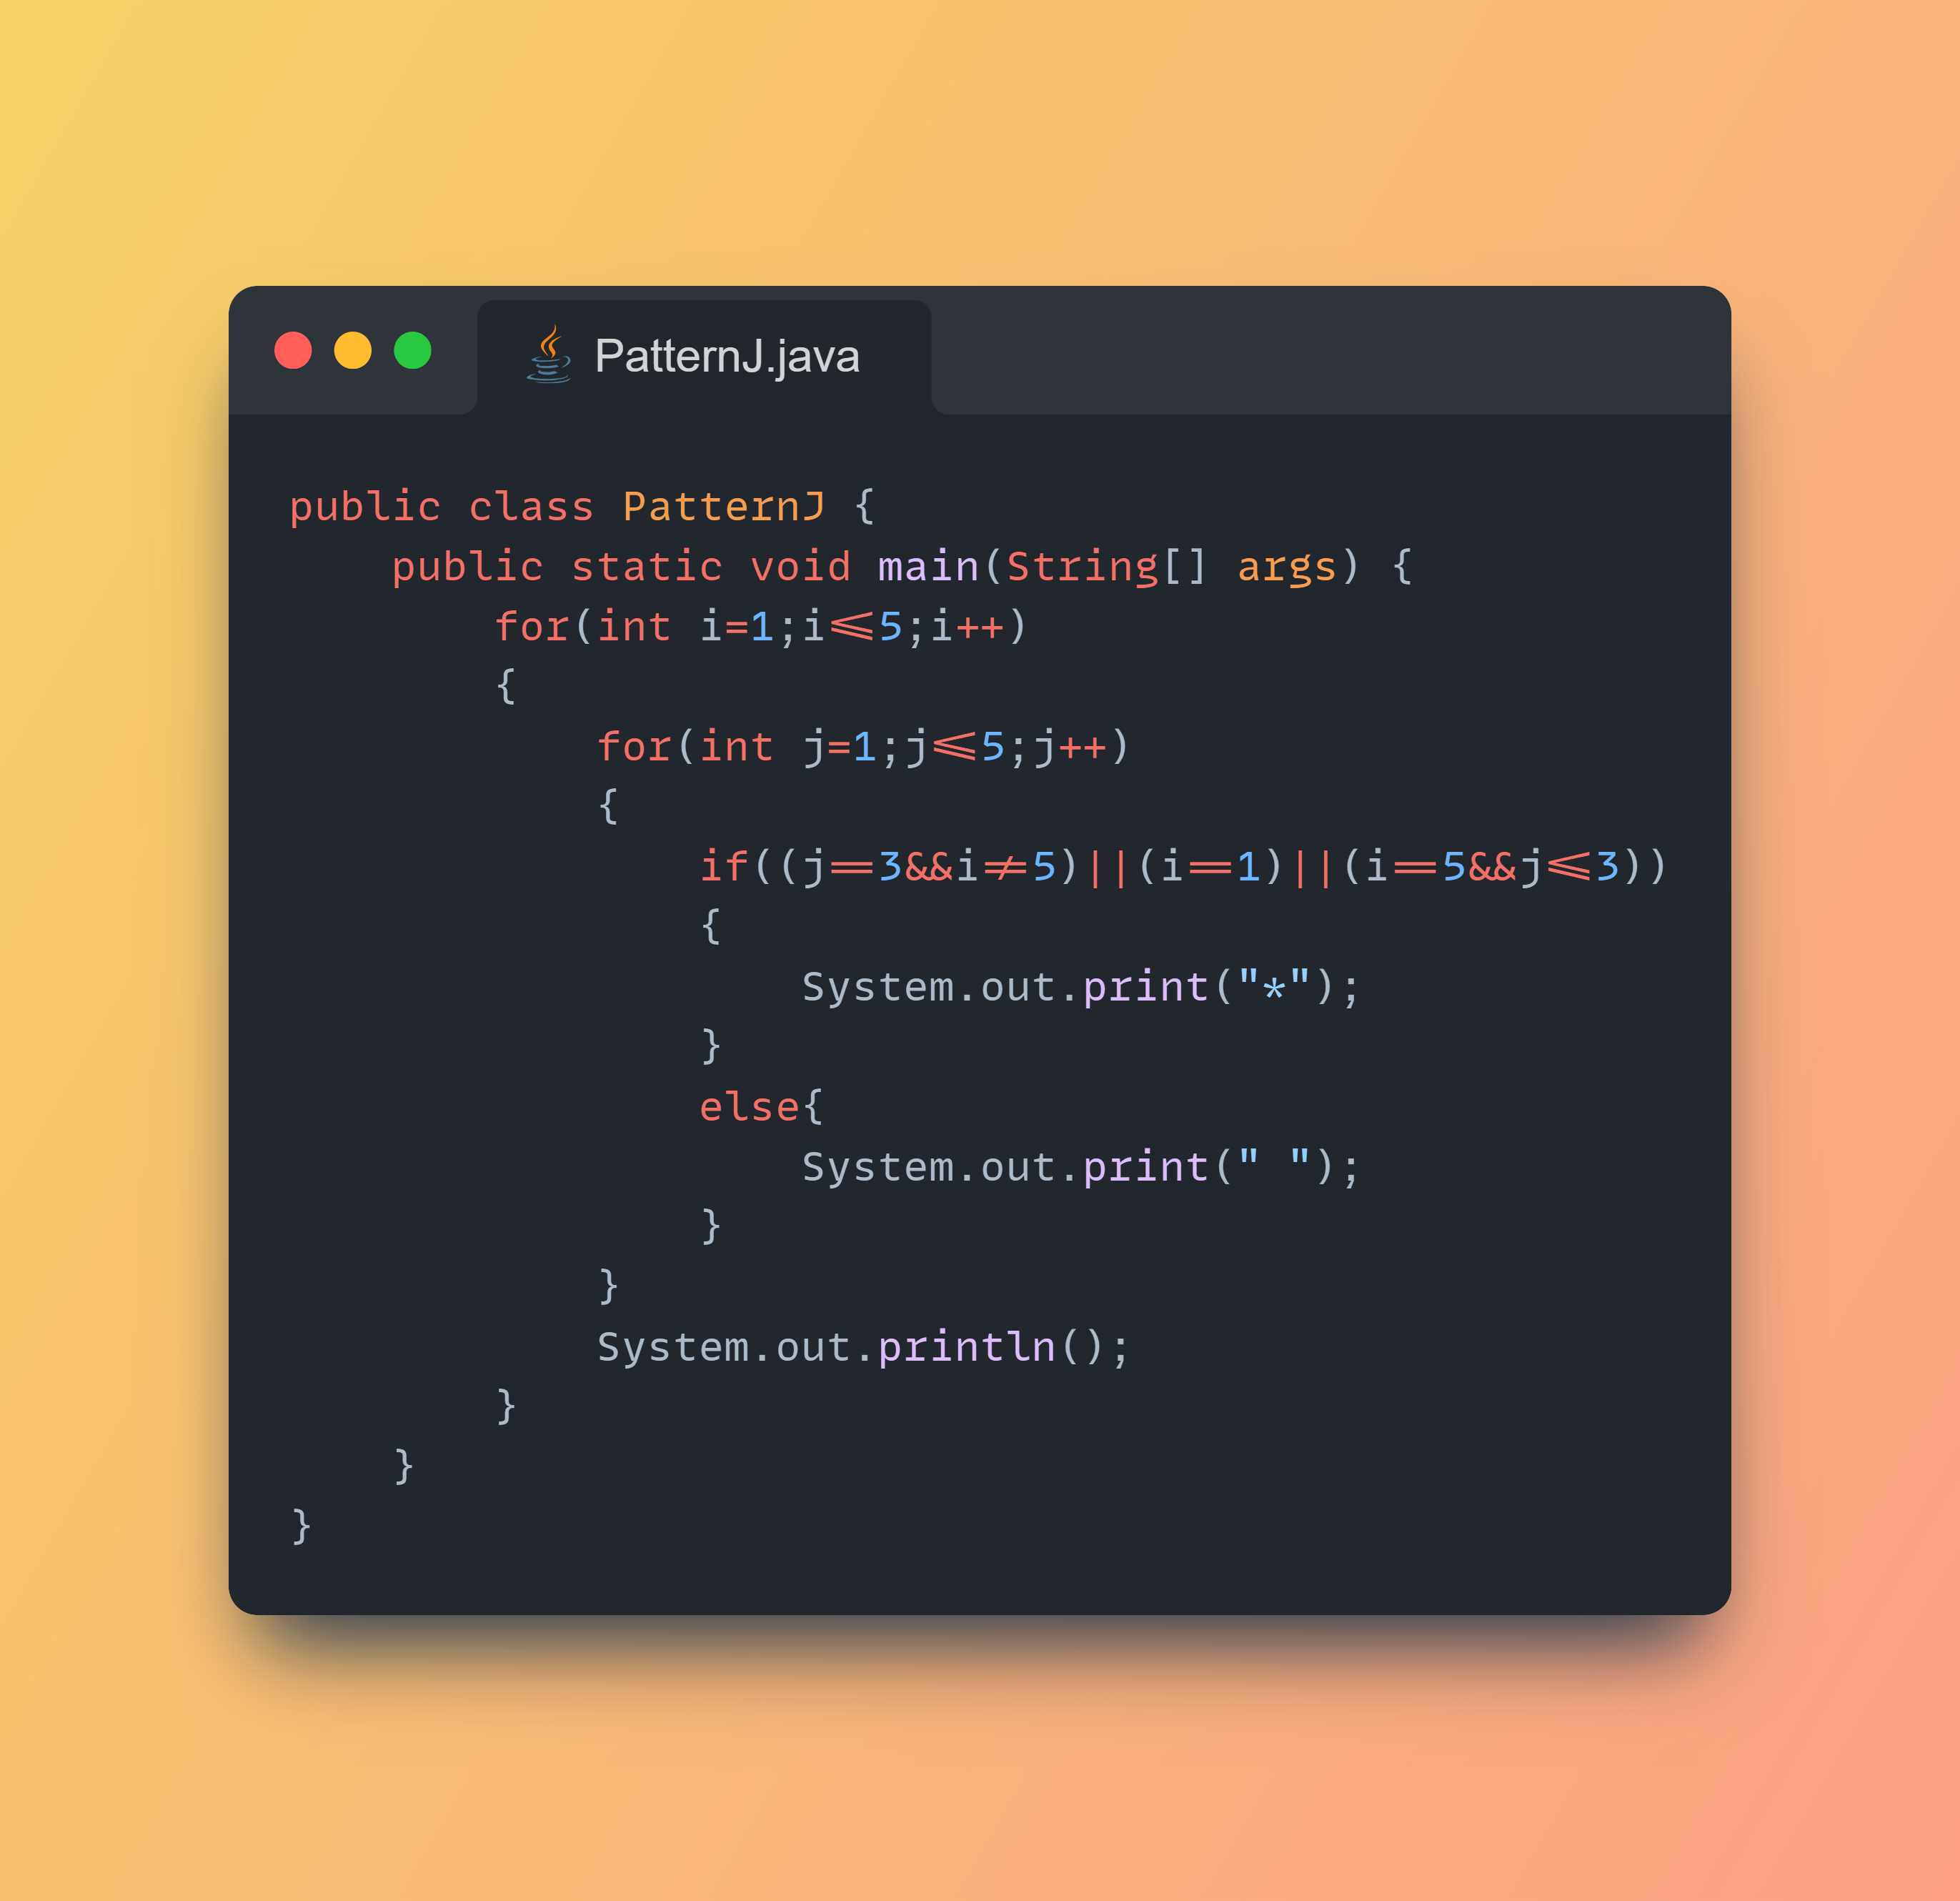 PatternJ.java
public class PatternJ {
    public static void main(String[] args) {
        for(int i=1;i<=5;i++)
        {
            for(int j=1;j<=5;j++)
            {
                if((j==3&&i!=5)||(i==1)||(i==5&&j<=3))
                {
                    System.out.print("*");
                }
                else{
                    System.out.print(" ");
                }
            }
            System.out.println();
        }
    }
}